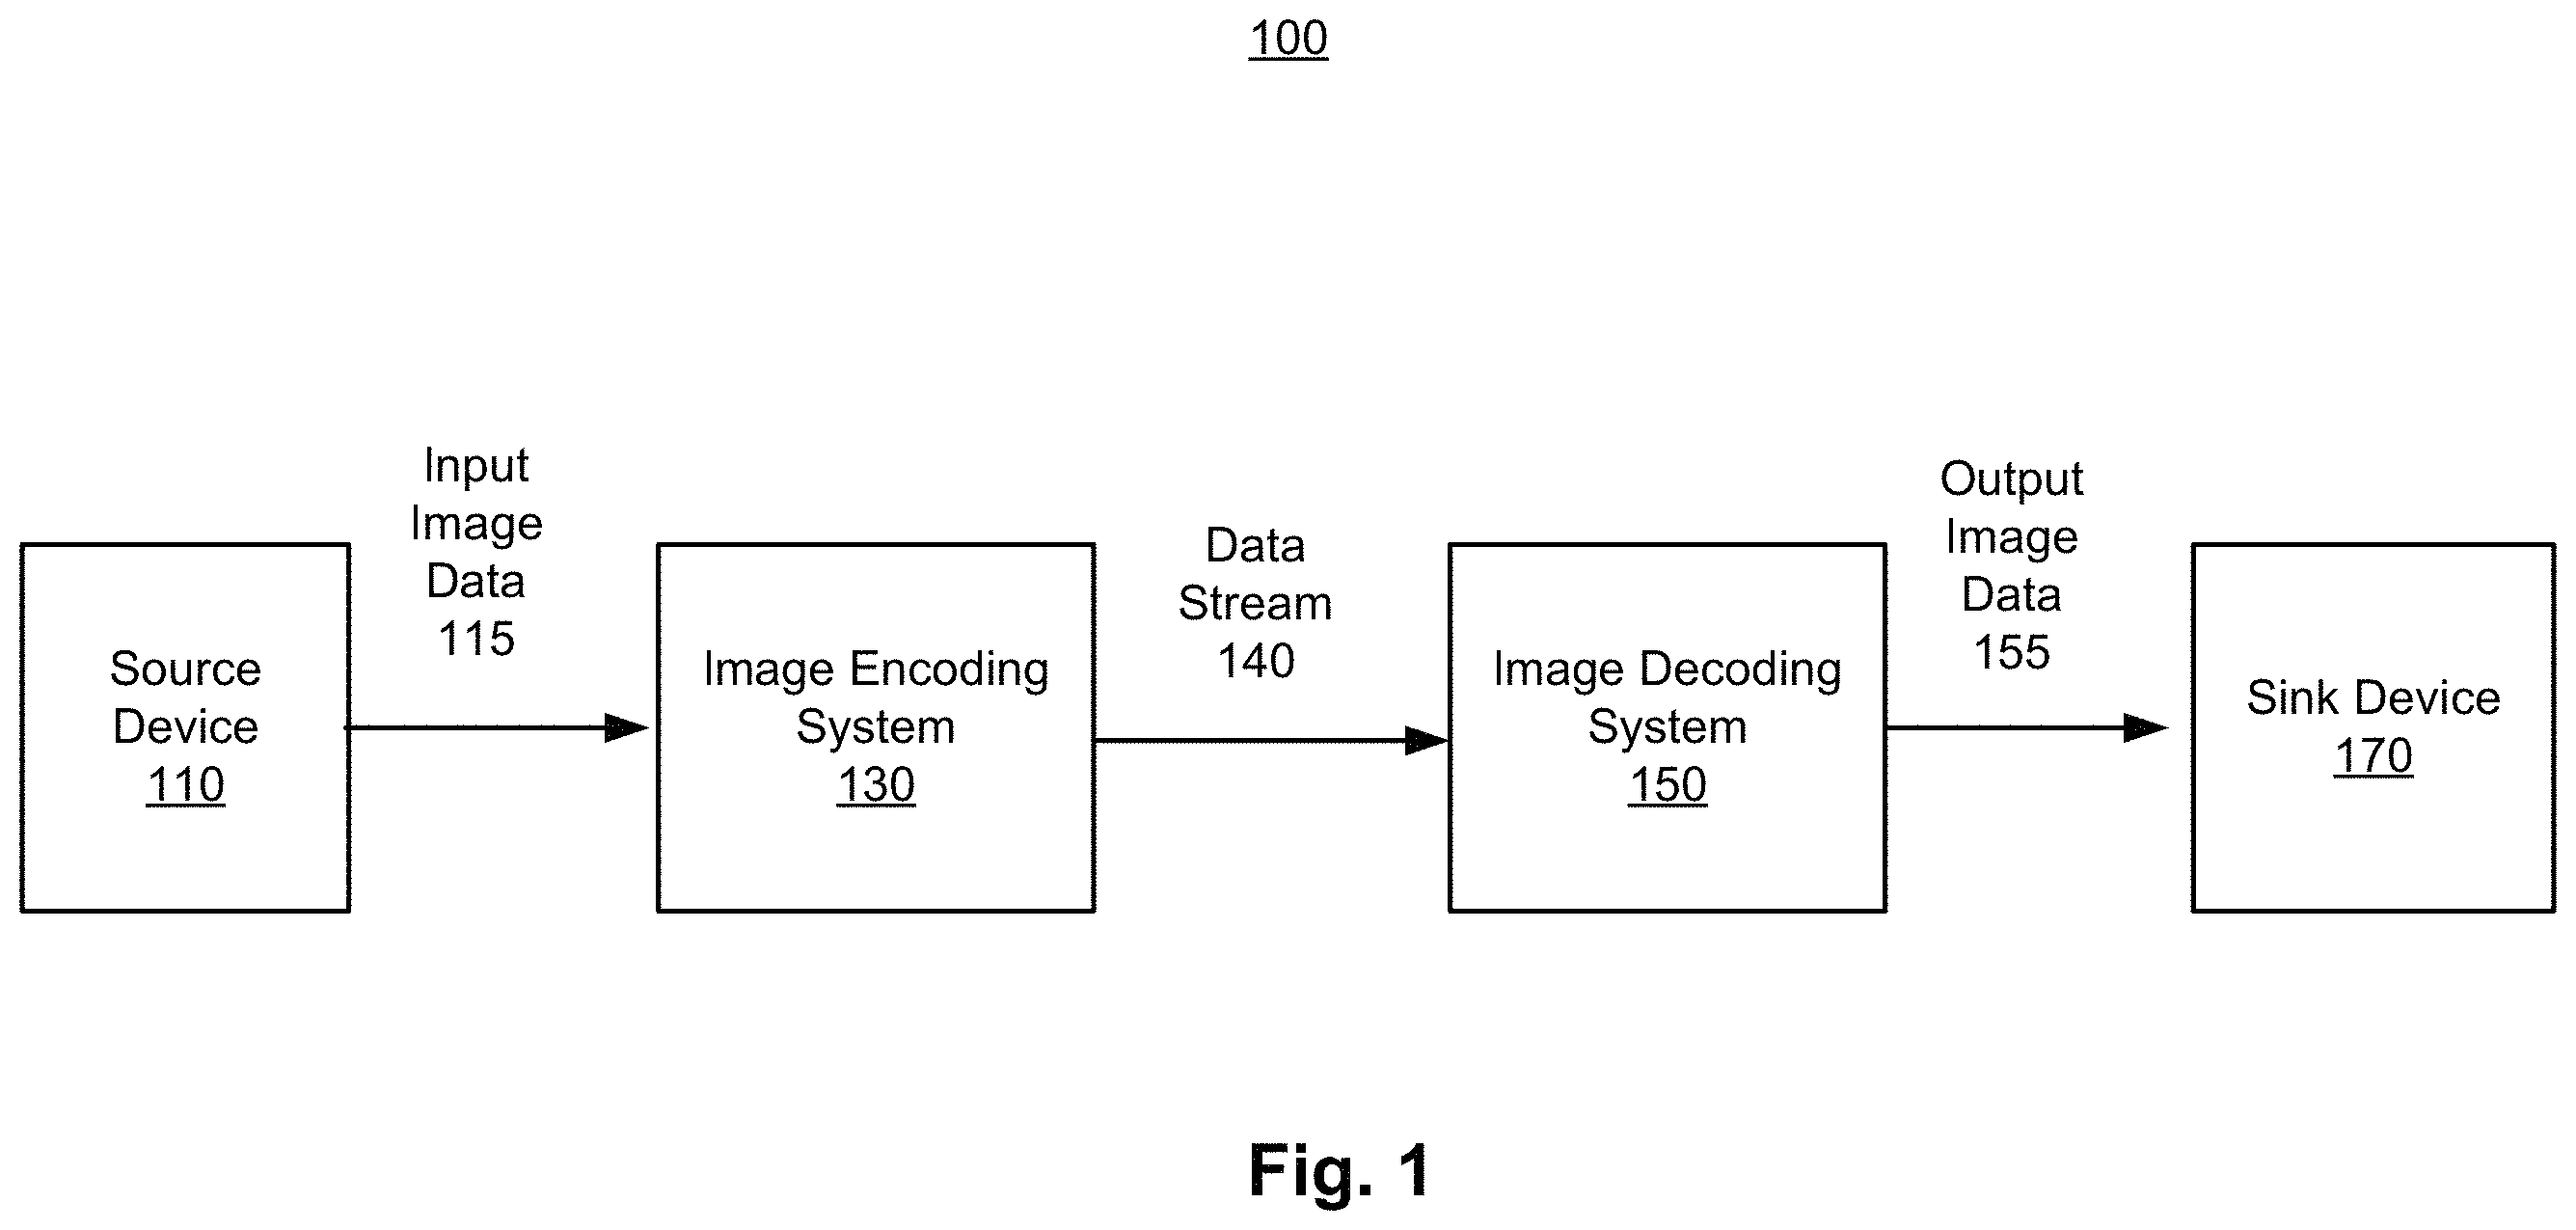 100
Input
Image
Data
115
Source
Device
110
Image Encoding
System
130
Data
Stream
140
Image Decoding
System
150
Output
Image
Data
155
Sink Device
170
Fig. 1